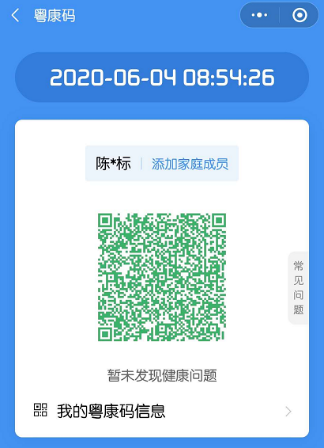 粤康码
2020-06-04 08:54:26
陈*标
添加家庭成员
常见问题
暂未发现健康问题
我的粤康码信息